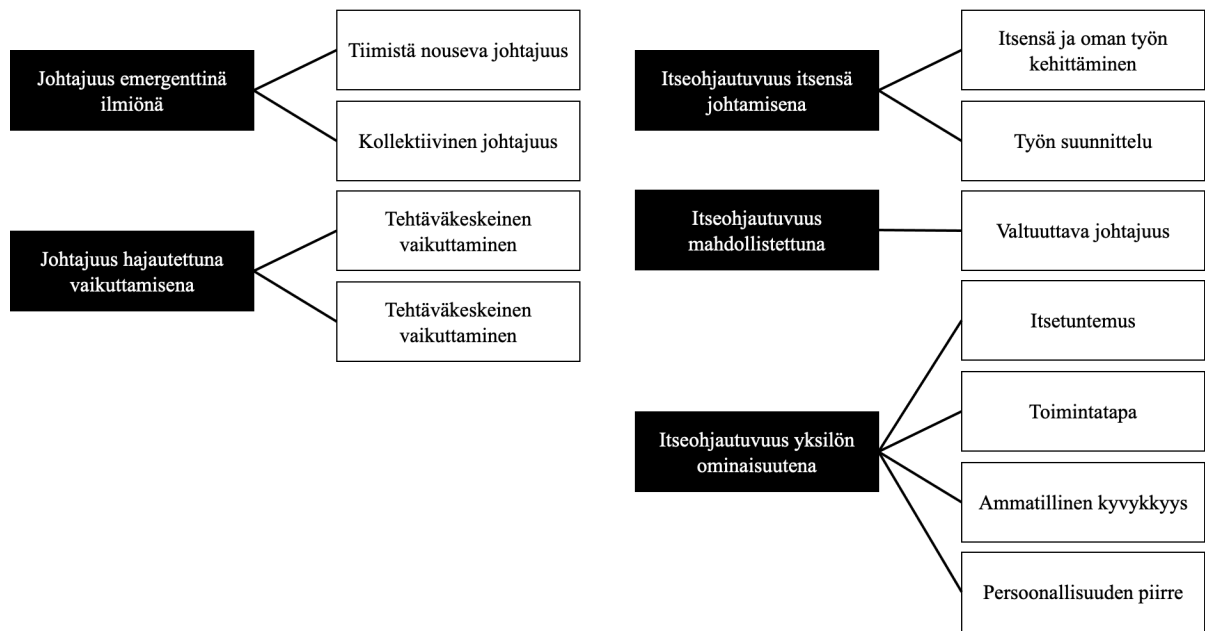 Johtajuus emergenttinä
ilmiönä
Tiimistä nouseva johtajuus
Kollektiivinen johtajuus
Johtajuus hajautettuna
vaikuttamisena
Tehtäväkeskeinen
vaikuttaminen
Tehtäväkeskeinen
vaikuttaminen
Itseohjautuvuus itsensä
johtamisena
Itsensä ja oman työn
kehittäminen
Työn suunnittelu
Itseohjautuvuus
mahdollistettuna
Valtuuttava johtajuus
Itseohjautuvuus yksilön
ominaisuutena
Itsetuntemus
Toimintatapa
Ammatillinen kyvykkyys
Persoonallisuuden piirre